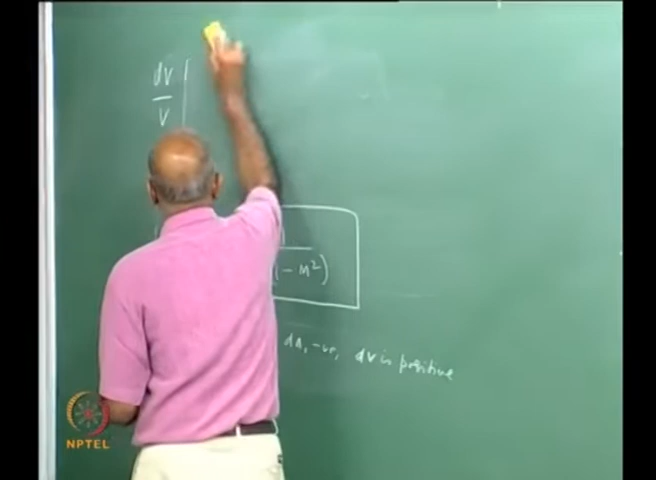 dV
V
(- M²)
dA, -ve, dV is positive
NPTEL